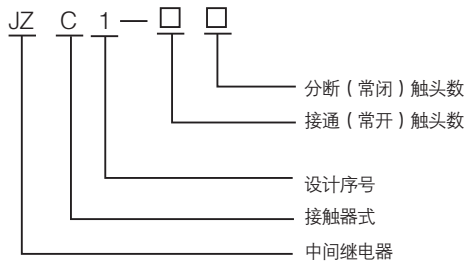 JZ C 1—□ □
分断（常闭）触头数
接通（常开）触头数
设计序号
接触器式
中间继电器